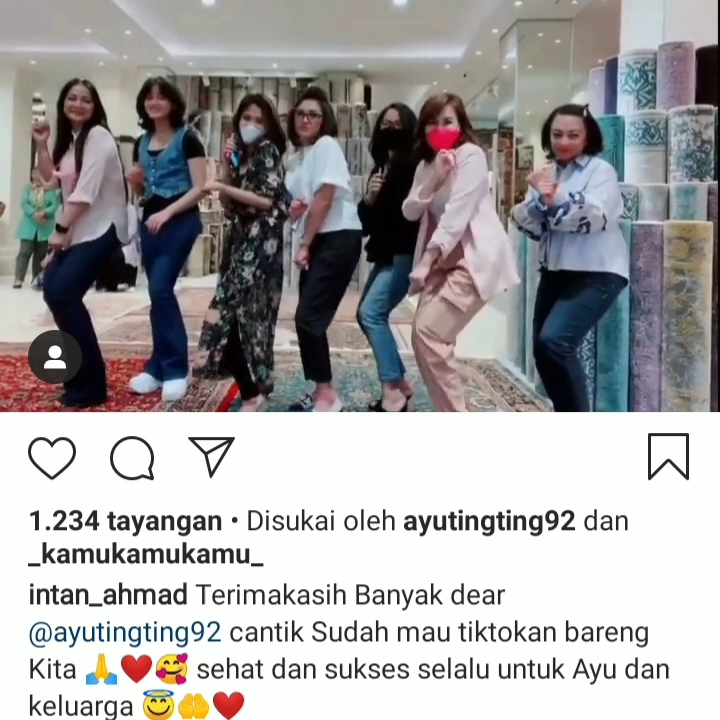 1.234 tayangan • Disukai oleh ayutingting92 dan
_kamukamukamu_
intan_ahmad Terimakasih Banyak dear
@ayutingting92 cantik Sudah mau tiktokan bareng
Kita 🙏❤️🥰 sehat dan sukses selalu untuk Ayu dan
keluarga 😇🤲❤️